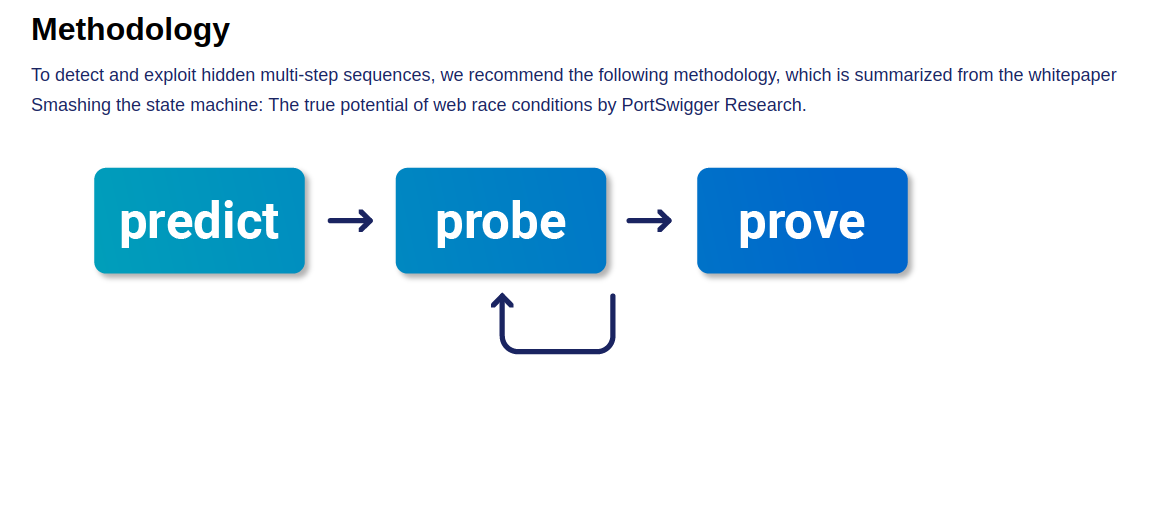 Methodology
To detect and exploit hidden multi-step sequences, we recommend the following methodology, which is summarized from the whitepaper
Smashing the state machine: The true potential of web race conditions by PortSwigger Research.
predict
probe
prove